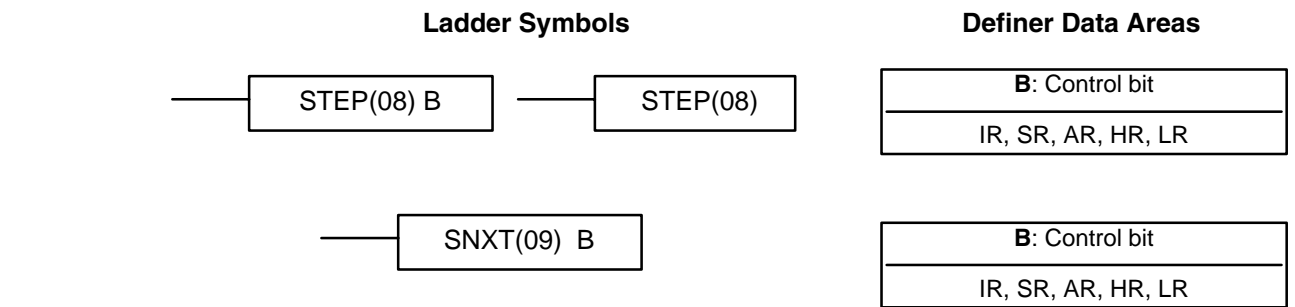 Ladder Symbols
Definer Data Areas
STEP(08) B
STEP(08)
B: Control bit
IR, SR, AR, HR, LR
SNXT(09) B
B: Control bit
IR, SR, AR, HR, LR